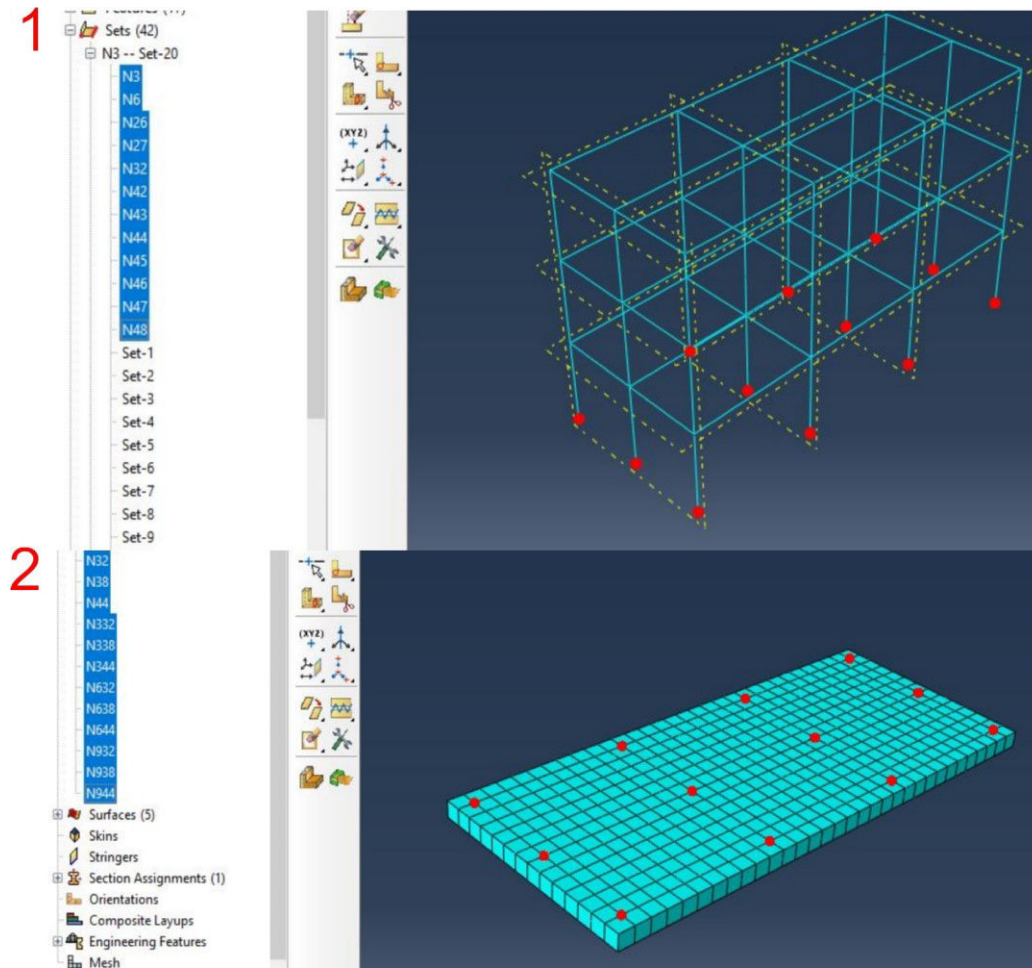 1
Features (17)
Sets (42)
N3 -- Set-20
N3
N6
N26
N27
N32
N42
N43
N44
N45
N46
N47
N48
Set-1
Set-2
Set-3
Set-4
Set-5
Set-6
Set-7
Set-8
Set-9
(XYZ)
2
N32
N38
N44
N332
N338
N344
N632
N638
N644
N932
N938
N944
Surfaces (5)
Skins
Stringers
Section Assignments (1)
Orientations
Composite Layups
Engineering Features
Mesh
(XYZ)